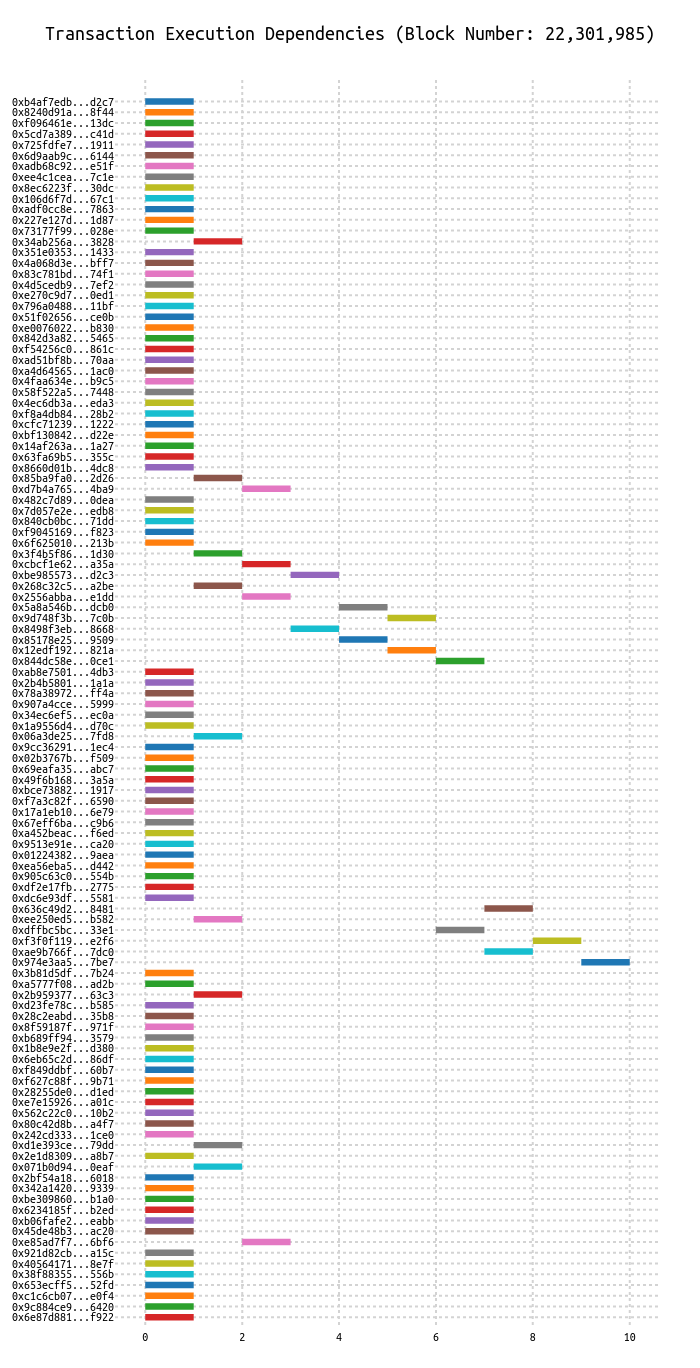 Transaction Execution Dependencies (Block Number: 22,301,985)
0xb4af7edb...d2c7
0x8240d91a...8f44
0xf096461e...13dc
0x5cd7a389...c41d
0x725fdfe7...1911
0x6d9aab9c...6144
0xadb68c92...e51f
0xee4c1cea...7c1e
0x8ec6223f...30dc
0x106d6f7d...67c1
0xadf0cc8e...7863
0x227e127d...1d87
0x73177f99...028e
0x34ab256a...3828
0x351e0353...1433
0x4a068d3e...bff7
0x83c781bd...74f1
0x4d5cedb9...7ef2
0xe270c9d7...0ed1
0x796a0488...11bf
0x51f02656...ce0b
0xe0076022...b830
0x842d3a82...5465
0xf54256c0...861c
0xad51bf8b...70aa
0xa4d64565...1ac0
0x4faa634e...b9c5
0x58f522a5...7448
0x4ec6db3a...eda3
0xf8a4db84...28b2
0xcfc71239...1222
0xbf130842...d22e
0x14af263a...1a27
0x63fa69b5...355c
0x8660d01b...4dc8
0x85ba9fa0...2d26
0xd7b4a765...4ba9
0x482c7d89...0dea
0x7d057e2e...edb8
0x840cb0bc...71dd
0xf9045169...f823
0x6f625010...213b
0x3f4b5f86...1d30
0xcbcf1e62...a35a
0xbe985573...d2c3
0x268c32c5...a2be
0x2556abba...e1dd
0x5a8a546b...dcb0
0x9d748f3b...7c0b
0x8498f3eb...8668
0x85178e25...9509
0x12edf192...821a
0x844dc58e...0ce1
0xab8e7501...4db3
0x2b4b5801...1a1a
0x78a38972...ff4a
0x907a4cce...5999
0x34ec6ef5...ec0a
0x1a9556d4...d70c
0x06a3de25...7fd8
0x9cc36291...1ec4
0x02b3767b...f509
0x69eafa35...abc7
0x49f6b168...3a5a
0xbce73882...1917
0xf7a3c82f...6590
0x17a1eb10...6e79
0x67eff6ba...c9b6
0xa452beac...f6ed
0x9513e91e...ca20
0x01224382...9aea
0xea56eba5...d442
0x905c63c0...554b
0xdf2e17fb...2775
0xdc6e93df...5581
0x636c49d2...8481
0xee250ed5...b582
0xdffbc5bc...33e1
0xf3f0f119...e2f6
0xae9b766f...7dc0
0x974e3aa5...7be7
0x3b81d5df...7b24
0xa5777f08...ad2b
0x2b959377...63c3
0xd23fe78c...b585
0x28c2eabd...35b8
0x8f59187f...971f
0xb689ff94...3579
0x1b8e9e2f...d380
0x6eb65c2d...86df
0xf849ddbf...60b7
0xf627c88f...9b71
0x28255de0...d1ed
0xe7e15926...a01c
0x562c22c0...10b2
0x80c42d8b...a4f7
0x242cd333...1ce0
0xd1e393ce...79dd
0x2e1d8309...a8b7
0x071b0d94...0eaf
0x2bf54a18...6018
0x342a1420...9339
0xbe309860...b1a0
0x6234185f...b2ed
0xb06fafe2...eabb
0x45de48b3...ac20
0xe85ad7f7...6bf6
0x921d82cb...a15c
0x40564171...8e7f
0x38f88355...556b
0x653ecff5...52fd
0xc1c6cb07...e0f4
0x9c884ce9...6420
0x6e87d881...f922
0 2 4 6 8 10